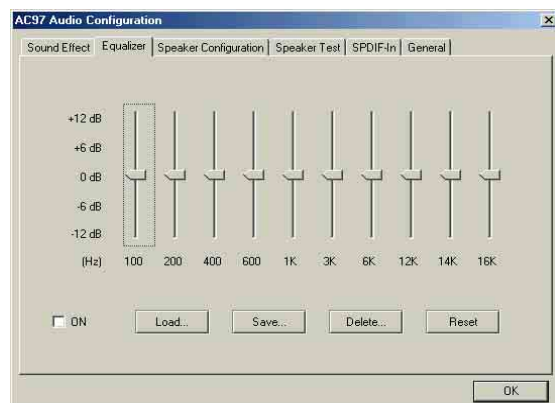 AC97 Audio Configuration
Sound Effect Equalizer Speaker Configuration Speaker Test SPDIF-In General
+12 dB
+6 dB
0 dB
-6 dB
-12 dB
(Hz) 100 200 400 600 1K 3K 6K 12K 14K 16K
ON Load... Save... Delete... Reset
OK